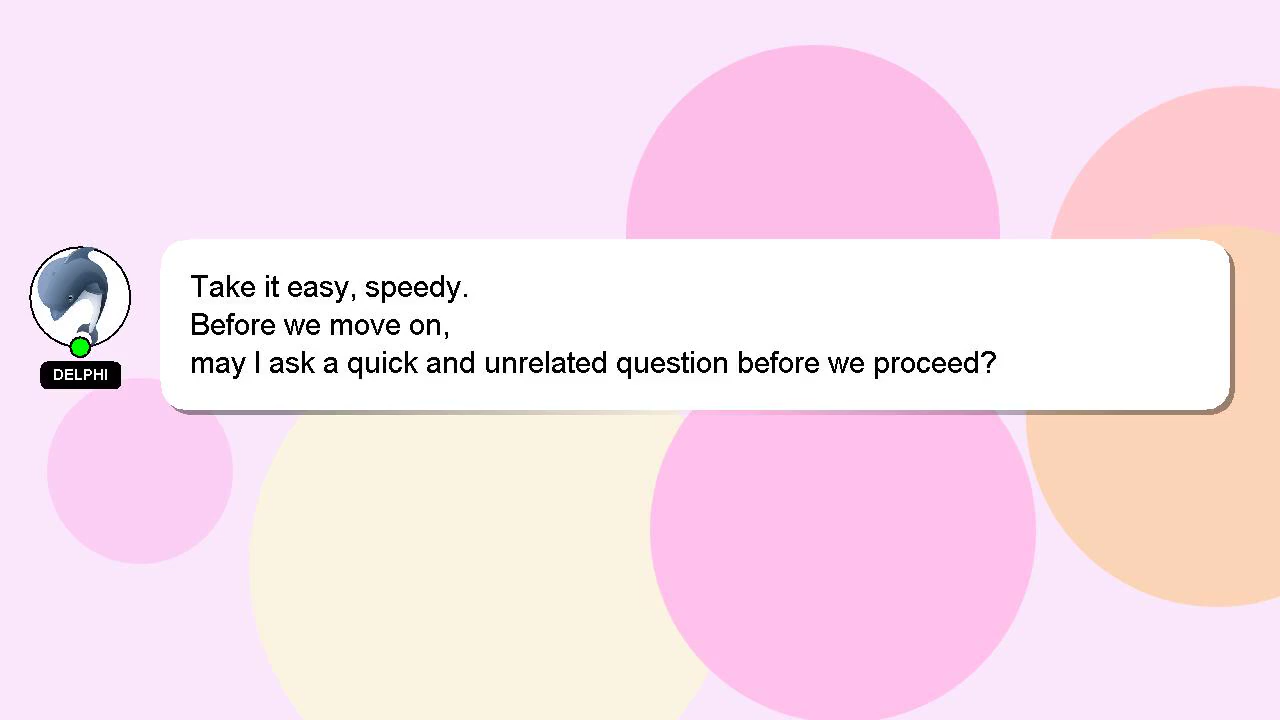 Take it easy, speedy.
Before we move on,
may I ask a quick and unrelated question before we proceed?
DELPHI